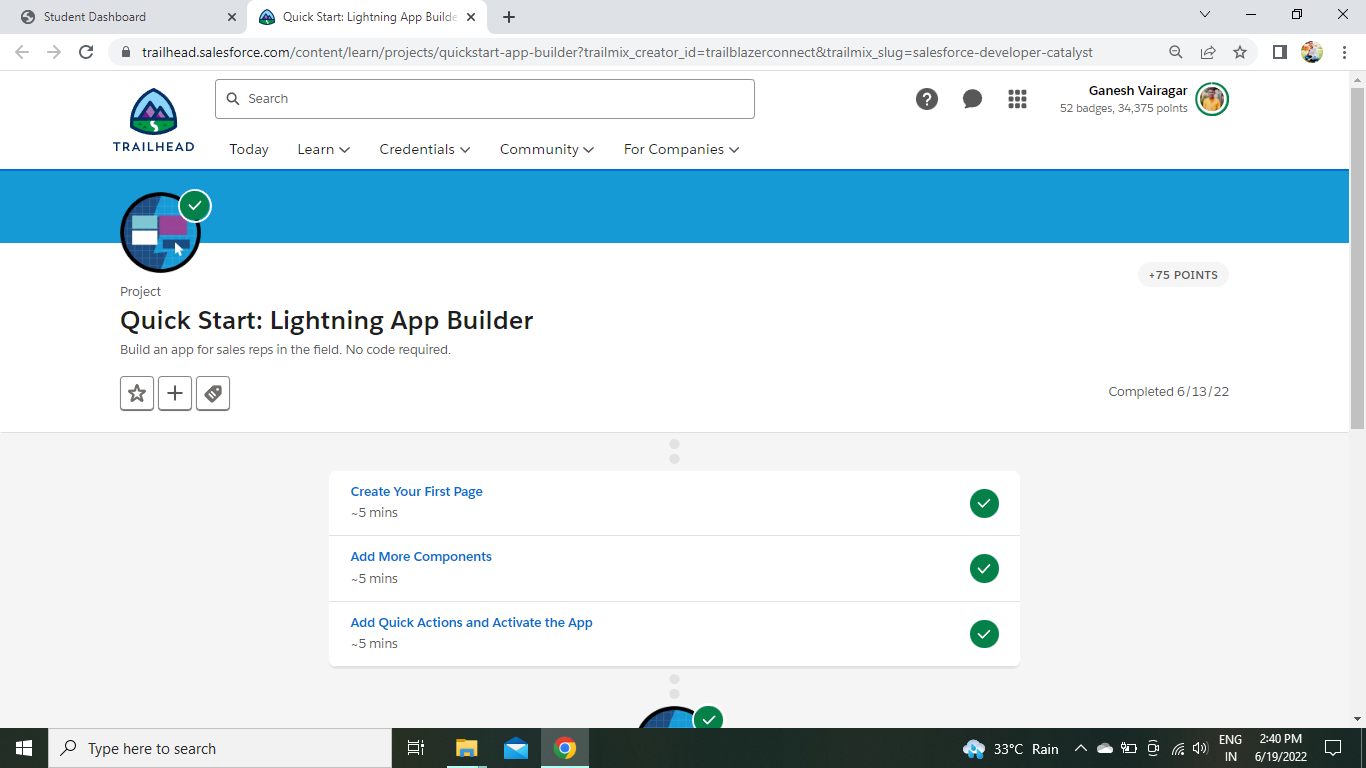 Student Dashboard
Quick Start: Lightning App Builde
trailhead.salesforce.com/content/learn/projects/quickstart-app-builder?trailmix_creator_id=trailblazerconnect&trailmix_slug=salesforce-developer-catalyst
TRAILHEAD
Search
Ganesh Vairagar
52 badges, 34,375 points
Today Learn Credentials Community For Companies
+75 POINTS
Project
Quick Start: Lightning App Builder
Build an app for sales reps in the field. No code required.
Completed 6/13/22
Create Your First Page
~5 mins
Add More Components
~5 mins
Add Quick Actions and Activate the App
~5 mins
Type here to search
33°C Rain
ENG
IN
2:40 PM
6/19/2022